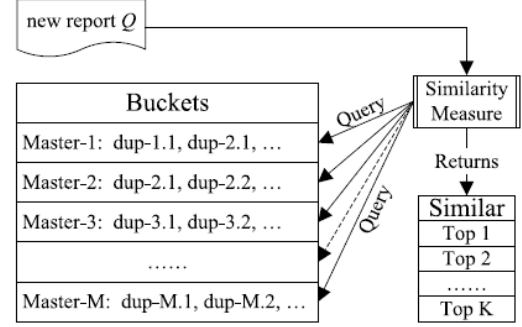 new report Q
Similarity
Measure
Query
Query
Returns
Buckets
Master-1: dup-1.1, dup-2.1, ...
Master-2: dup-2.1, dup-2.2, ...
Master-3: dup-3.1, dup-3.2, ...
......
Master-M: dup-M.1, dup-M.2, ...
Similar
Top 1
Top 2
......
Top K